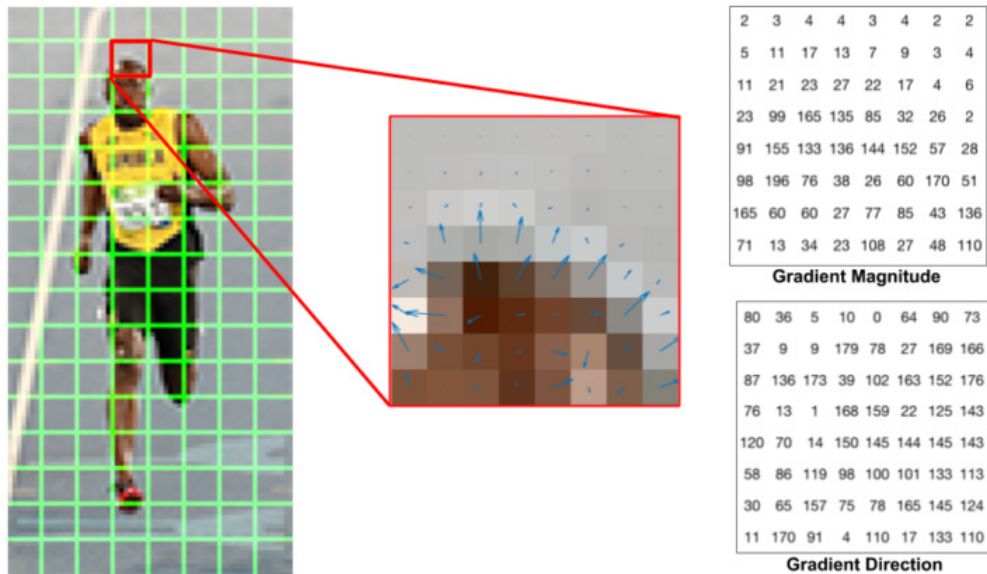 2 3 4 4 3 4 2 2
5 11 17 13 7 9 3 4
11 21 23 27 22 17 4 6
23 99 165 135 85 32 26 2
91 155 133 136 144 152 57 28
98 196 76 38 26 60 170 51
165 60 60 27 77 85 43 136
71 13 34 23 108 27 48 110
Gradient Magnitude
80 36 5 10 0 64 90 73
37 9 9 179 78 27 169 166
87 136 173 39 102 163 152 176
76 13 1 168 159 22 125 143
120 70 14 150 145 144 145 143
58 86 119 98 100 101 133 113
30 65 157 75 78 165 145 124
11 170 91 4 110 17 133 110
Gradient Direction